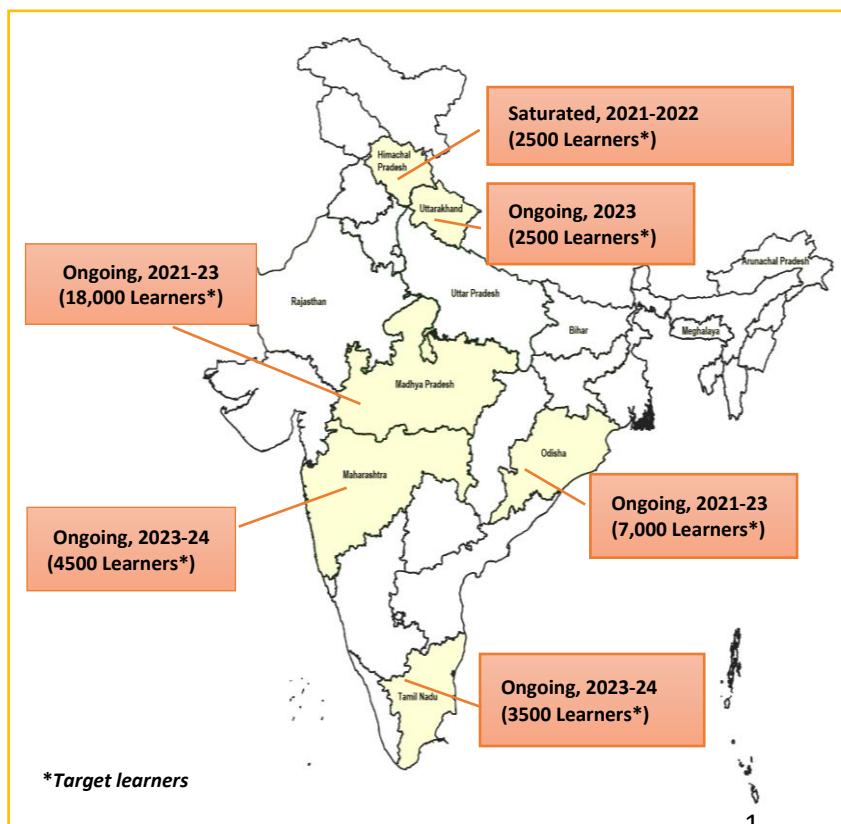 Saturated, 2021-2022
(2500 Learners*)
Himachal
Pradesh
Uttarakhand
Ongoing, 2023
(2500 Learners*)
Ongoing, 2021-23
(18,000 Learners*)
Arunachal Pradesh
Rajasthan
Uttar Pradesh
Bihar
Meghalaya
Madhya Pradesh
Odisha
Maharashtra
Ongoing, 2021-23
(7,000 Learners*)
Ongoing, 2023-24
(4500 Learners*)
Ongoing, 2023-24
(3500 Learners*)
Tamil Nadu
*Target learners
1